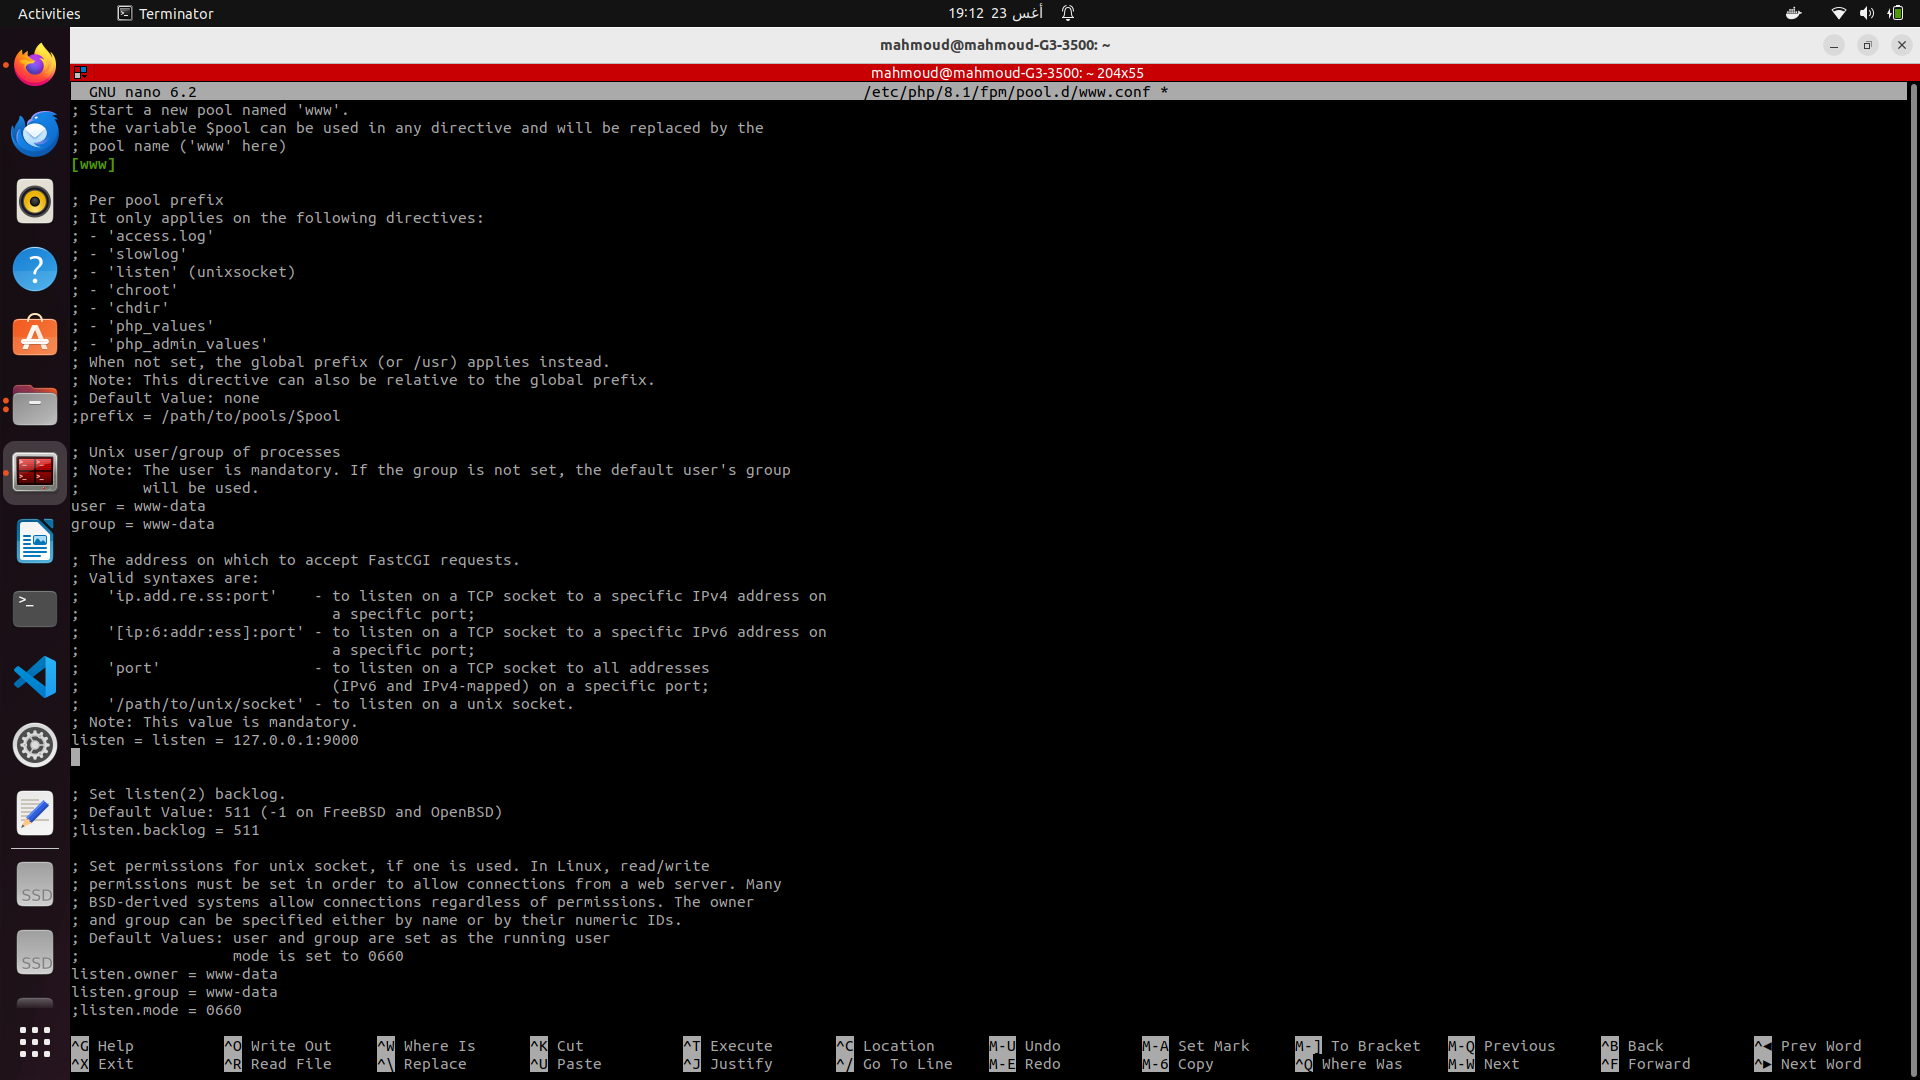 Activities
Terminator
19:12 23 أغس
mahmoud@mahmoud-G3-3500: ~
mahmoud@mahmoud-G3-3500: ~ 204x55
GNU nano 6.2 /etc/php/8.1/fpm/pool.d/www.conf *
; Start a new pool named 'www'.
; the variable $pool can be used in any directive and will be replaced by the
; pool name ('www' here)
[www]
; Per pool prefix
; It only applies on the following directives:
; - 'access.log'
; - 'slowlog'
; - 'listen' (unixsocket)
; - 'chroot'
; - 'chdir'
; - 'php_values'
; - 'php_admin_values'
; When not set, the global prefix (or /usr) applies instead.
; Note: This directive can also be relative to the global prefix.
; Default Value: none
;prefix = /path/to/pools/$pool
; Unix user/group of processes
; Note: The user is mandatory. If the group is not set, the default user's group
;       will be used.
user = www-data
group = www-data
; The address on which to accept FastCGI requests.
; Valid syntaxes are:
;   'ip.add.re.ss:port'    - to listen on a TCP socket to a specific IPv4 address on
;                            a specific port;
;   '[ip:6:addr:ess]:port' - to listen on a TCP socket to a specific IPv6 address on
;                            a specific port;
;   'port'                 - to listen on a TCP socket to all addresses
;                            (IPv6 and IPv4-mapped) on a specific port;
;   '/path/to/unix/socket' - to listen on a unix socket.
; Note: This value is mandatory.
listen = listen = 127.0.0.1:9000
; Set listen(2) backlog.
; Default Value: 511 (-1 on FreeBSD and OpenBSD)
;listen.backlog = 511
; Set permissions for unix socket, if one is used. In Linux, read/write
; permissions must be set in order to allow connections from a web server. Many
; BSD-derived systems allow connections regardless of permissions. The owner
; and group can be specified either by name or by their numeric IDs.
; Default Values: user and group are set as the running user
;                 mode is set to 0660
listen.owner = www-data
listen.group = www-data
;listen.mode = 0660
^G Help ^O Write Out ^W Where Is ^K Cut ^T Execute ^C Location M-U Undo M-A Set Mark M-] To Bracket M-Q Previous ^B Back ^◀ Prev Word
^X Exit ^R Read File ^\ Replace ^U Paste ^J Justify ^/ Go To Line M-E Redo M-6 Copy ^Q Where Was M-W Next ^F Forward ^▶ Next Word
SSD
SSD